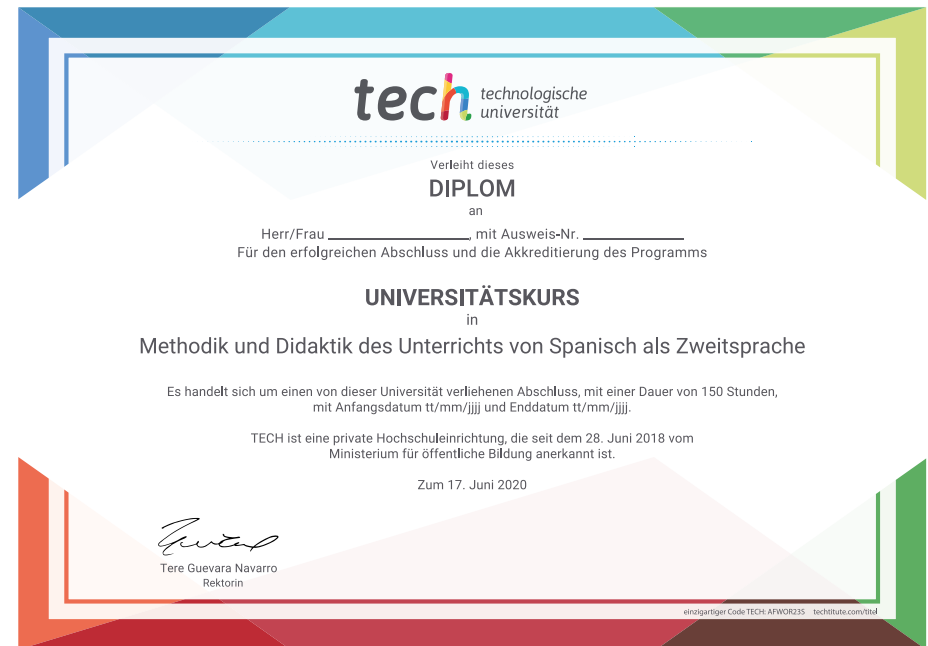 tech technologische
universität
Verleiht dieses
DIPLOM
an
Herr/Frau ____________, mit Ausweis-Nr. ____________
Für den erfolgreichen Abschluss und die Akkreditierung des Programms
UNIVERSITÄTSKURS
in
Methodik und Didaktik des Unterrichts von Spanisch als Zweitsprache
Es handelt sich um einen von dieser Universität verliehenen Abschluss, mit einer Dauer von 150 Stunden,
mit Anfangsdatum tt/mm/jjjj und Enddatum tt/mm/jjjj.
TECH ist eine private Hochschuleinrichtung, die seit dem 28. Juni 2018 vom
Ministerium für öffentliche Bildung anerkannt ist.
Zum 17. Juni 2020
Tere Guevara Navarro
Rektorin
einzigartiger Code TECH: AFWOR23S techtitute.com/titel